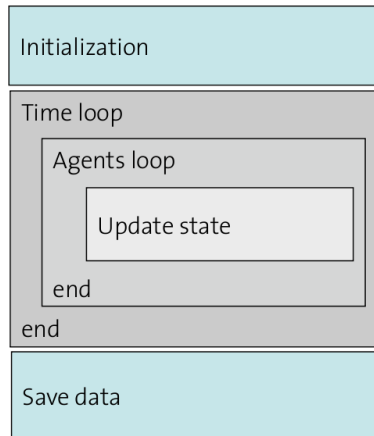 Initialization
Time loop
Agents loop
Update state
end
end
Save data